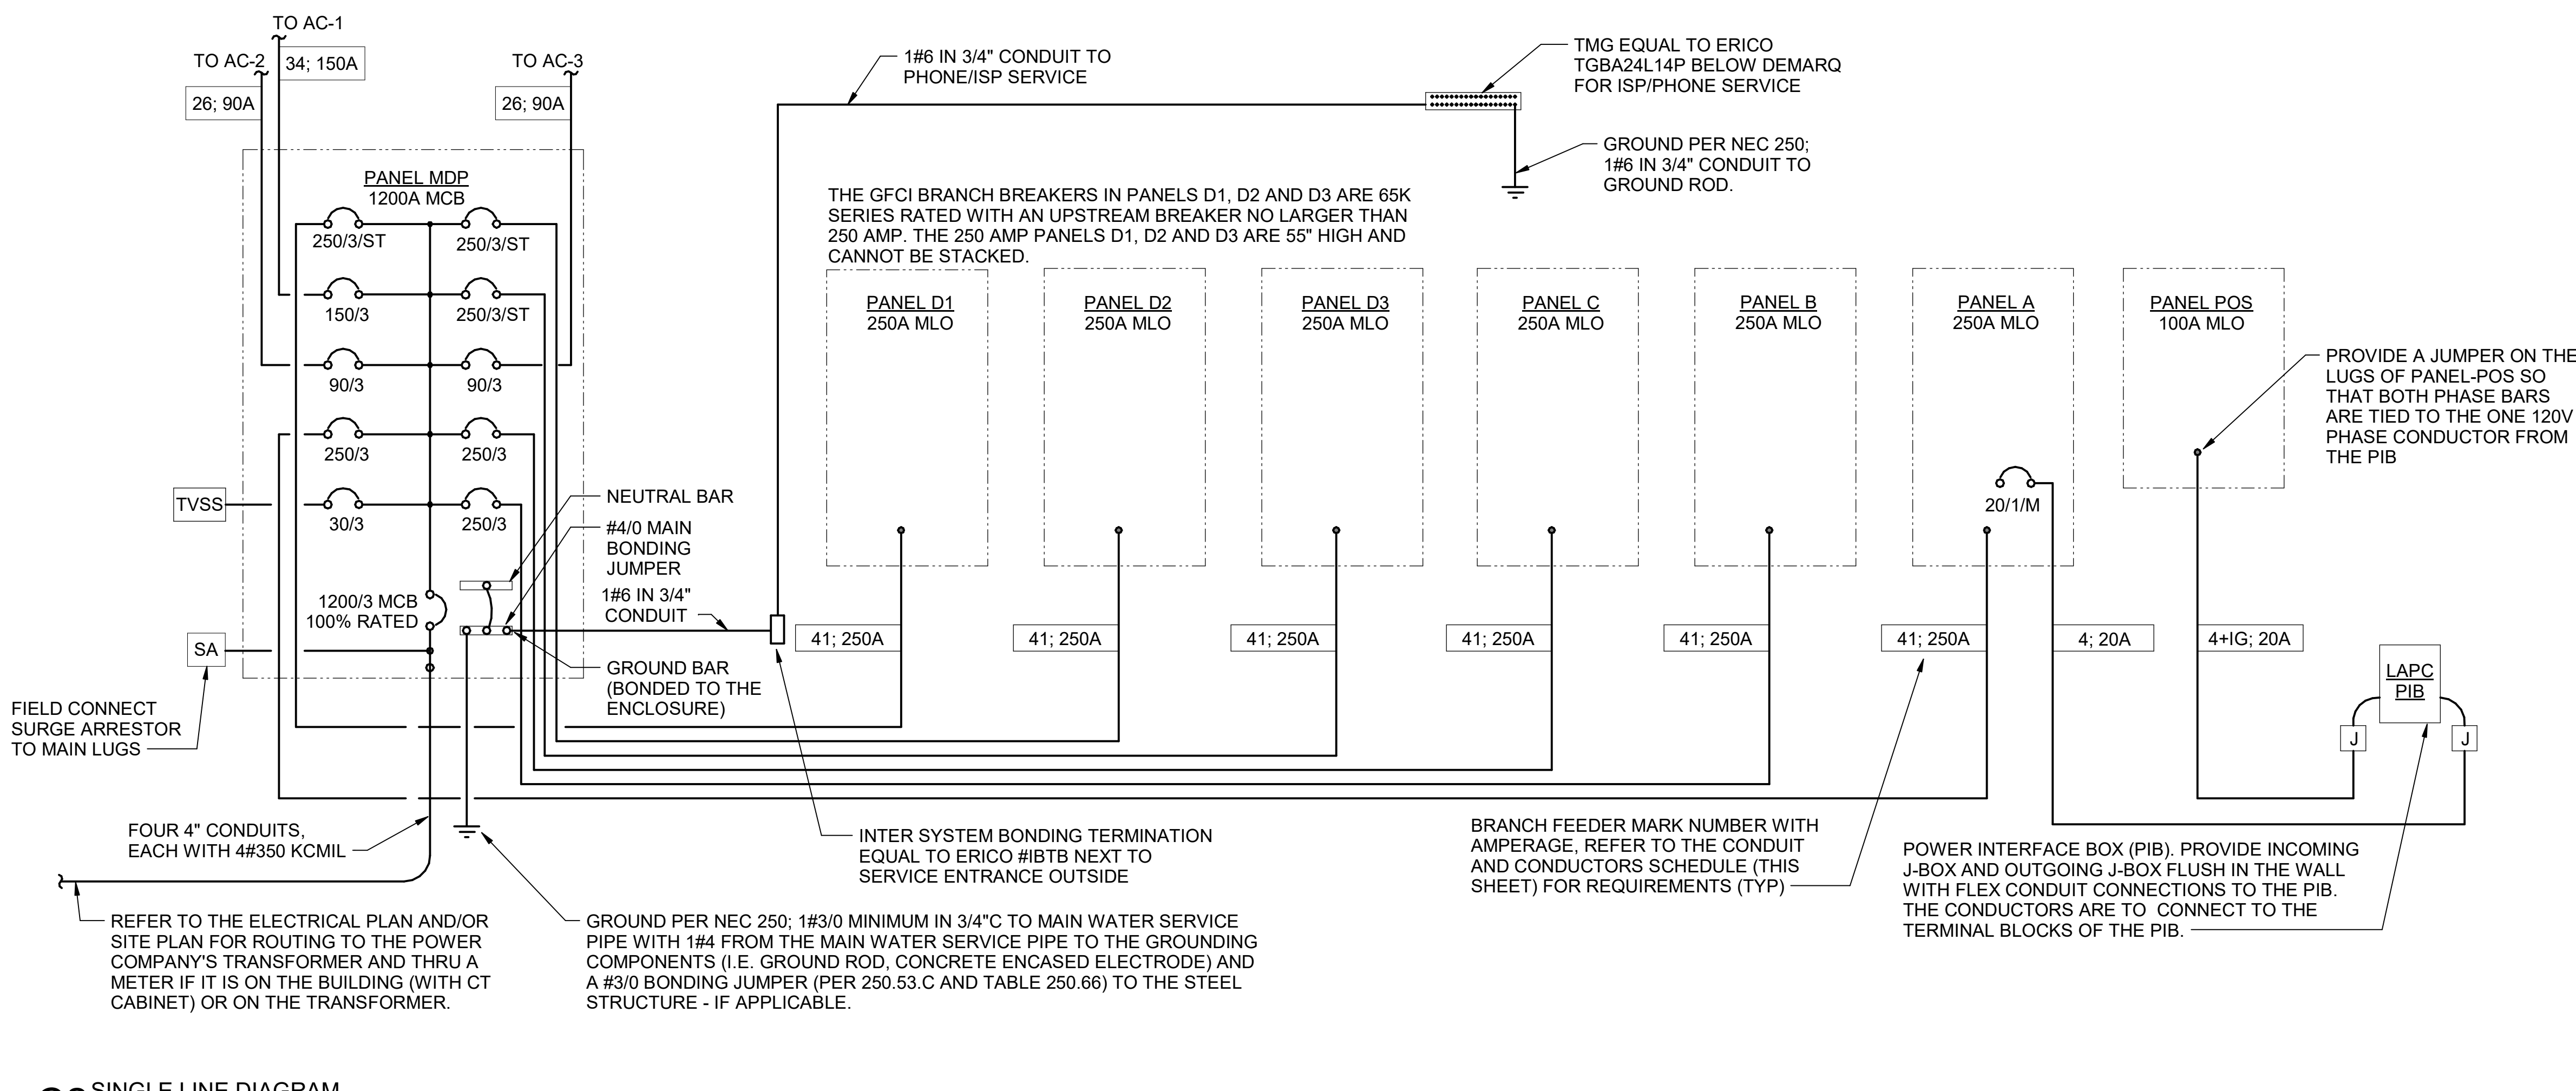 TO AC-1
TO AC-2
34; 150A
TO AC-3
26; 90A
26; 90A
PANEL MDP
1200A MCB
250/3/ST
250/3/ST
150/3
250/3/ST
90/3
90/3
250/3
250/3
TVSS
30/3
250/3
1200/3 MCB
100% RATED
SA
FIELD CONNECT
SURGE ARRESTOR
TO MAIN LUGS
NEUTRAL BAR
#4/0 MAIN
BONDING
JUMPER
1#6 IN 3/4"
CONDUIT
GROUND BAR
(BONDED TO THE
ENCLOSURE)
1#6 IN 3/4" CONDUIT TO
PHONE/ISP SERVICE
TMG EQUAL TO ERICO
TGBA24L14P BELOW DEMARQ
FOR ISP/PHONE SERVICE
GROUND PER NEC 250;
1#6 IN 3/4" CONDUIT TO
GROUND ROD.
THE GFCI BRANCH BREAKERS IN PANELS D1, D2 AND D3 ARE 65K
SERIES RATED WITH AN UPSTREAM BREAKER NO LARGER THAN
250 AMP. THE 250 AMP PANELS D1, D2 AND D3 ARE 55" HIGH AND
CANNOT BE STACKED.
PANEL D1
250A MLO
PANEL D2
250A MLO
PANEL D3
250A MLO
PANEL C
250A MLO
PANEL B
250A MLO
PANEL A
250A MLO
PANEL POS
100A MLO
PROVIDE A JUMPER ON THE
LUGS OF PANEL-POS SO
THAT BOTH PHASE BARS
ARE TIED TO THE ONE 120V
PHASE CONDUCTOR FROM
THE PIB
20/1/M
41; 250A
41; 250A
41; 250A
41; 250A
41; 250A
41; 250A
4; 20A
4+IG; 20A
LAPC
PIB
J
J
FOUR 4" CONDUITS,
EACH WITH 4#350 KCMIL
INTER SYSTEM BONDING TERMINATION
EQUAL TO ERICO #IBTB NEXT TO
SERVICE ENTRANCE OUTSIDE
BRANCH FEEDER MARK NUMBER WITH
AMPERAGE, REFER TO THE CONDUIT
AND CONDUCTORS SCHEDULE (THIS
SHEET) FOR REQUIREMENTS (TYP)
POWER INTERFACE BOX (PIB). PROVIDE INCOMING
J-BOX AND OUTGOING J-BOX FLUSH IN THE WALL
WITH FLEX CONDUIT CONNECTIONS TO THE PIB.
THE CONDUCTORS ARE TO CONNECT TO THE
TERMINAL BLOCKS OF THE PIB.
REFER TO THE ELECTRICAL PLAN AND/OR
SITE PLAN FOR ROUTING TO THE POWER
COMPANY'S TRANSFORMER AND THRU A
METER IF IT IS ON THE BUILDING (WITH CT
CABINET) OR ON THE TRANSFORMER.
GROUND PER NEC 250; 1#3/0 MINIMUM IN 3/4"C TO MAIN WATER SERVICE
PIPE WITH 1#4 FROM THE MAIN WATER SERVICE PIPE TO THE GROUNDING
COMPONENTS (I.E. GROUND ROD, CONCRETE ENCASED ELECTRODE) AND
A #3/0 BONDING JUMPER (PER 250.53.C AND TABLE 250.66) TO THE STEEL
STRUCTURE - IF APPLICABLE.
SINGLE LINE DIAGRAM